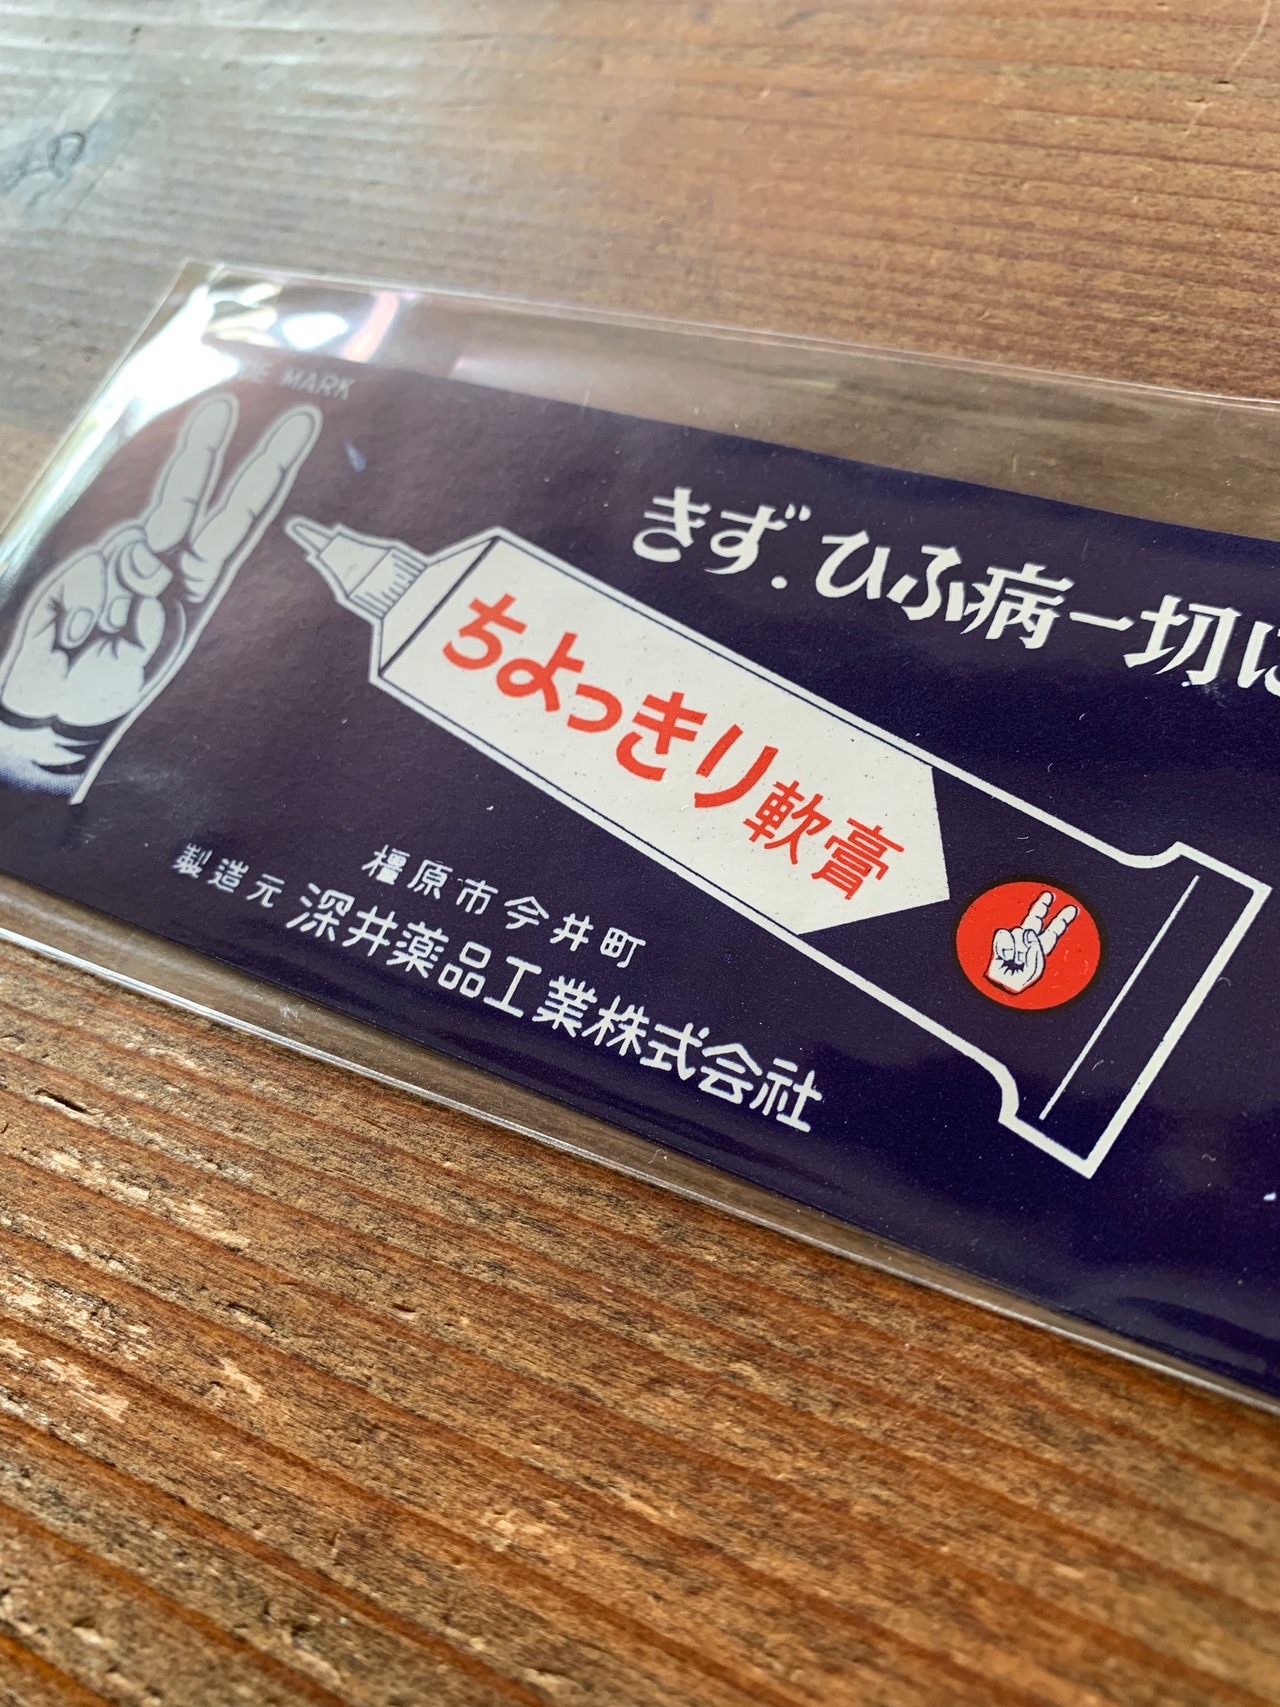 MARK
きず.ひふ病一切に
ちよっきり軟膏
橿原市今井町
製造元 深井薬品工業株式会社